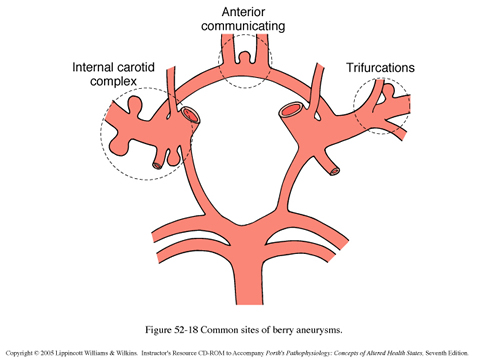 Anterior
communicating
Internal carotid
complex
Trifurcations
Figure 52-18 Common sites of berry aneurysms.
Copyright © 2005 Lippincott Williams & Wilkins. Instructor's Resource CD-ROM to Accompany Porth's Pathophysiology: Concepts of Altered Health States, Seventh Edition.